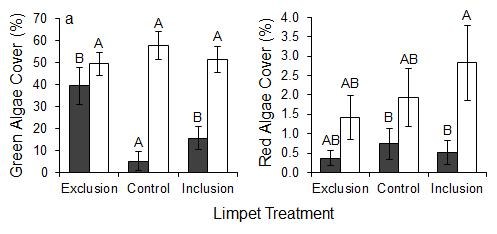 a
Green Algae Cover (%)
70
60
50
40
30
20
10
0
B
A
A
A
B
A
Exclusion
Control
Inclusion
Red Algae Cover (%)
4.0
3.5
3.0
2.5
2.0
1.5
1.0
0.5
0.0
AB
AB
B
AB
B
A
Exclusion
Control
Inclusion
Limpet Treatment